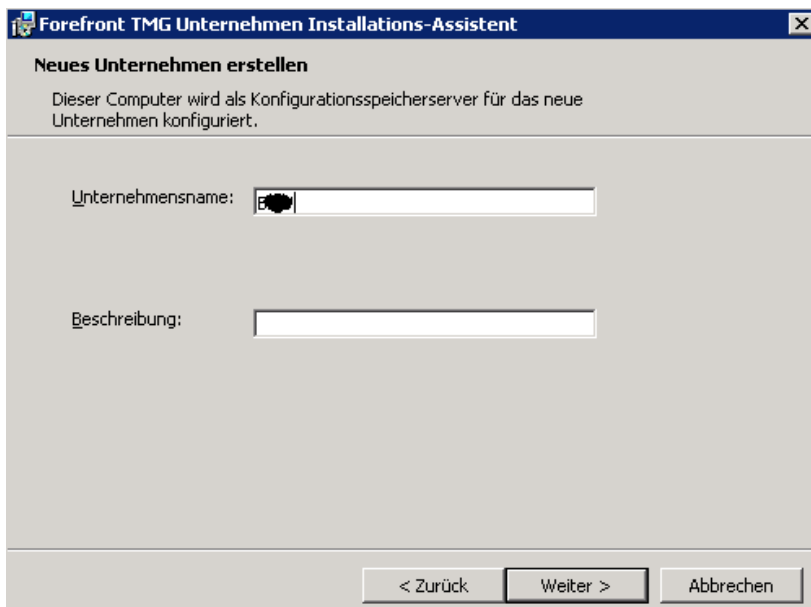 Forefront TMG Unternehmen Installations-Assistent
Neues Unternehmen erstellen
Dieser Computer wird als Konfigurationsspeicherserver für das neue
Unternehmen konfiguriert.
Unternehmensname:
Beschreibung:
< Zurück
Weiter >
Abbrechen